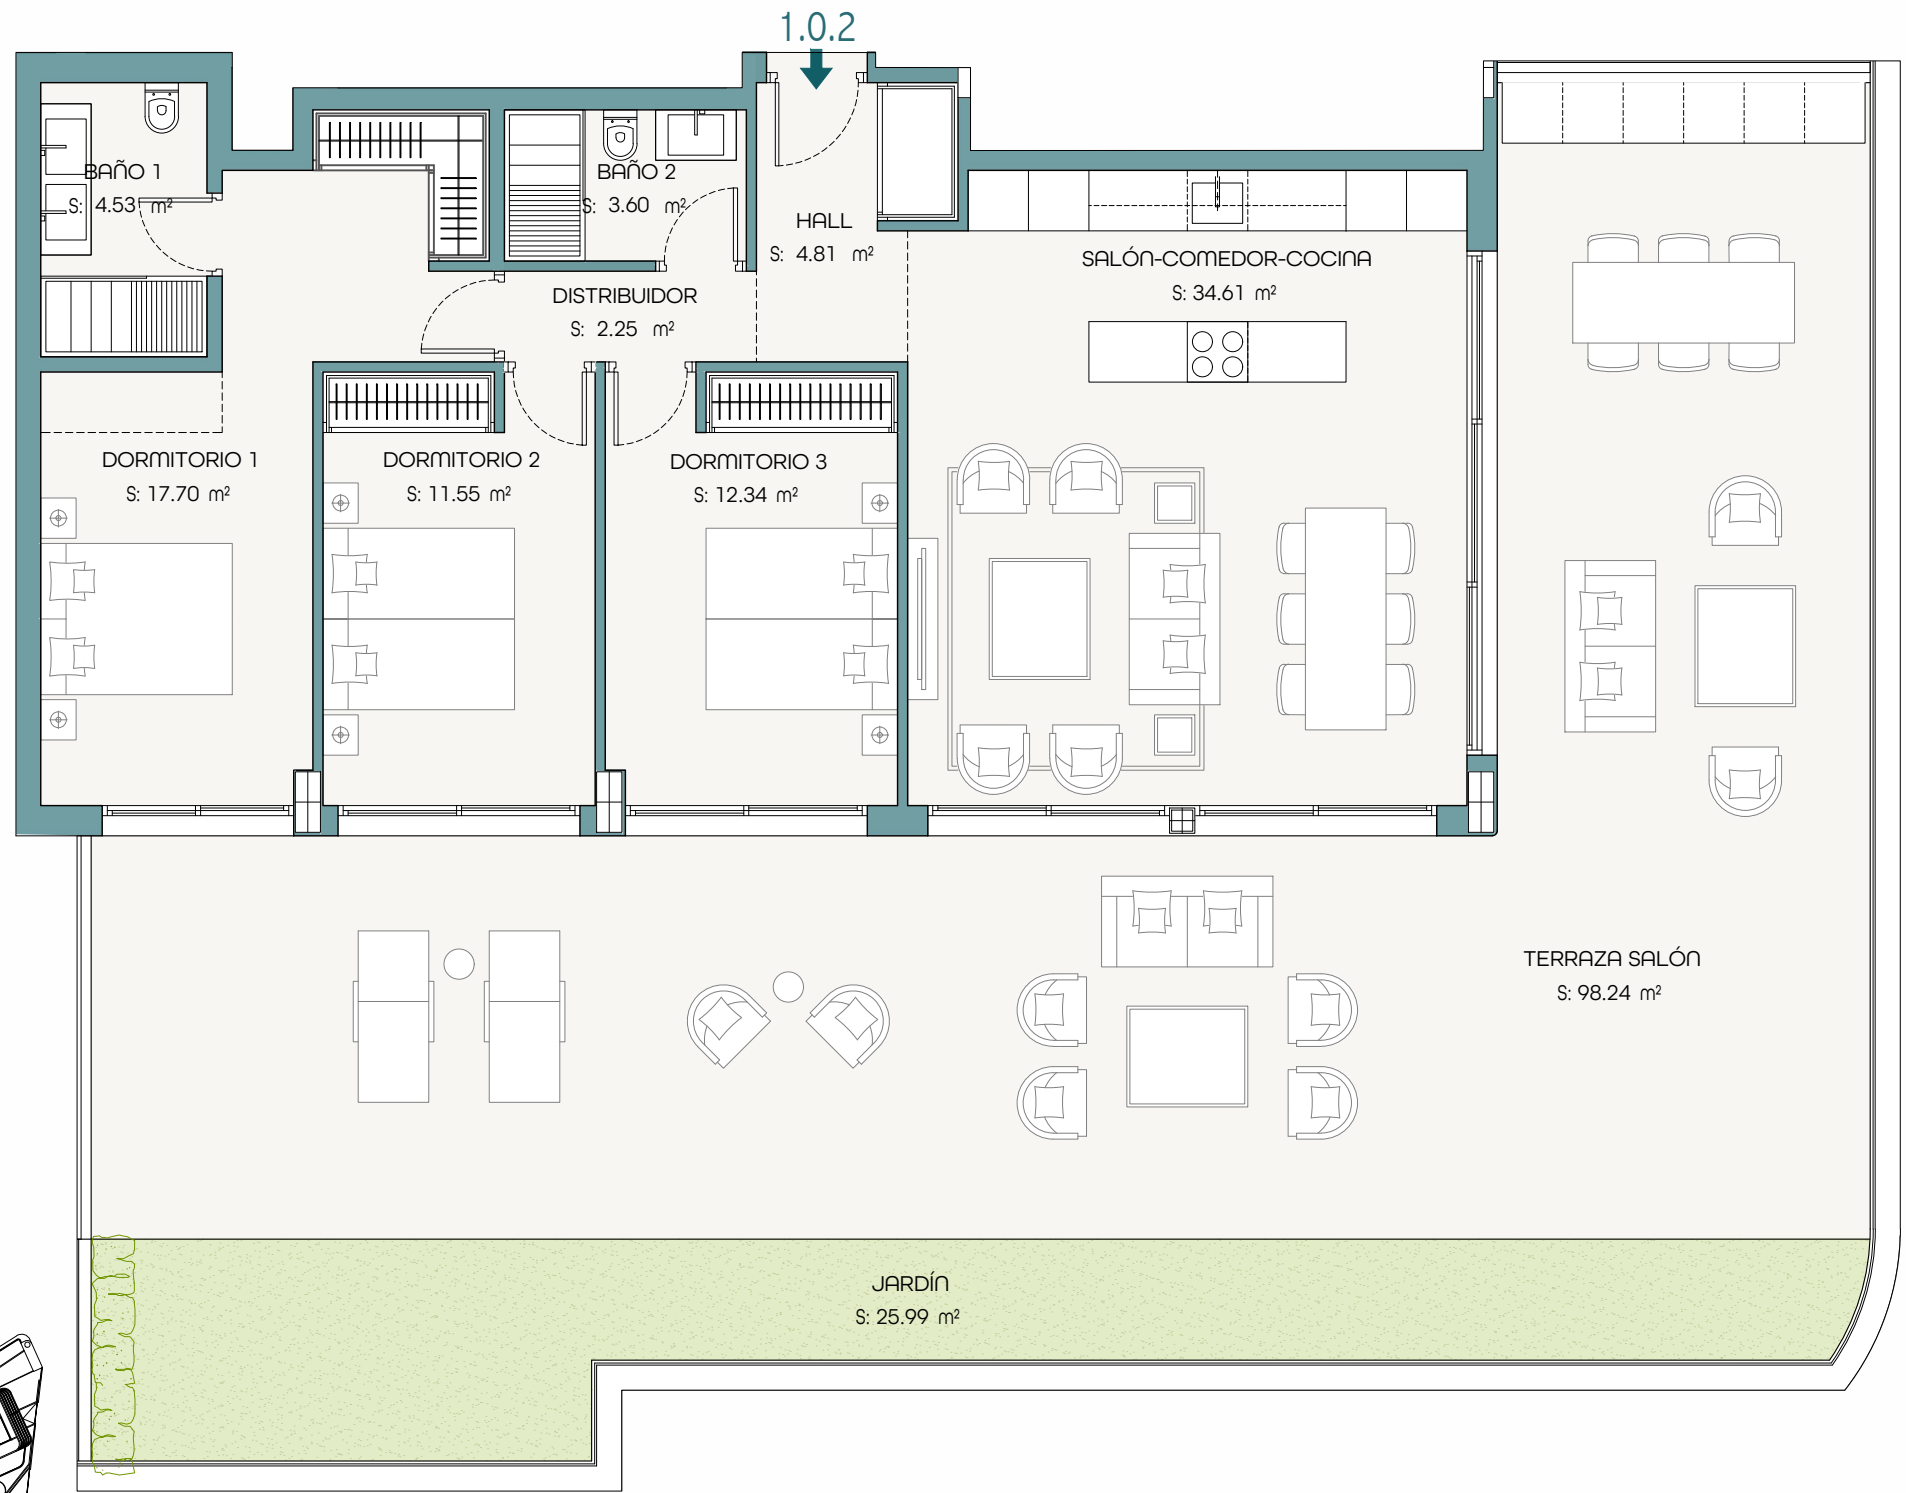 1.0.2
BAÑO 1
S: 4.53 m²
BAÑO 2
S: 3.60 m²
HALL
S: 4.81 m²
SALÓN-COMEDOR-COCINA
S: 34.61 m²
DISTRIBUIDOR
S: 2.25 m²
DORMITORIO 1
S: 17.70 m²
DORMITORIO 2
S: 11.55 m²
DORMITORIO 3
S: 12.34 m²
TERRAZA SALÓN
S: 98.24 m²
JARDÍN
S: 25.99 m²